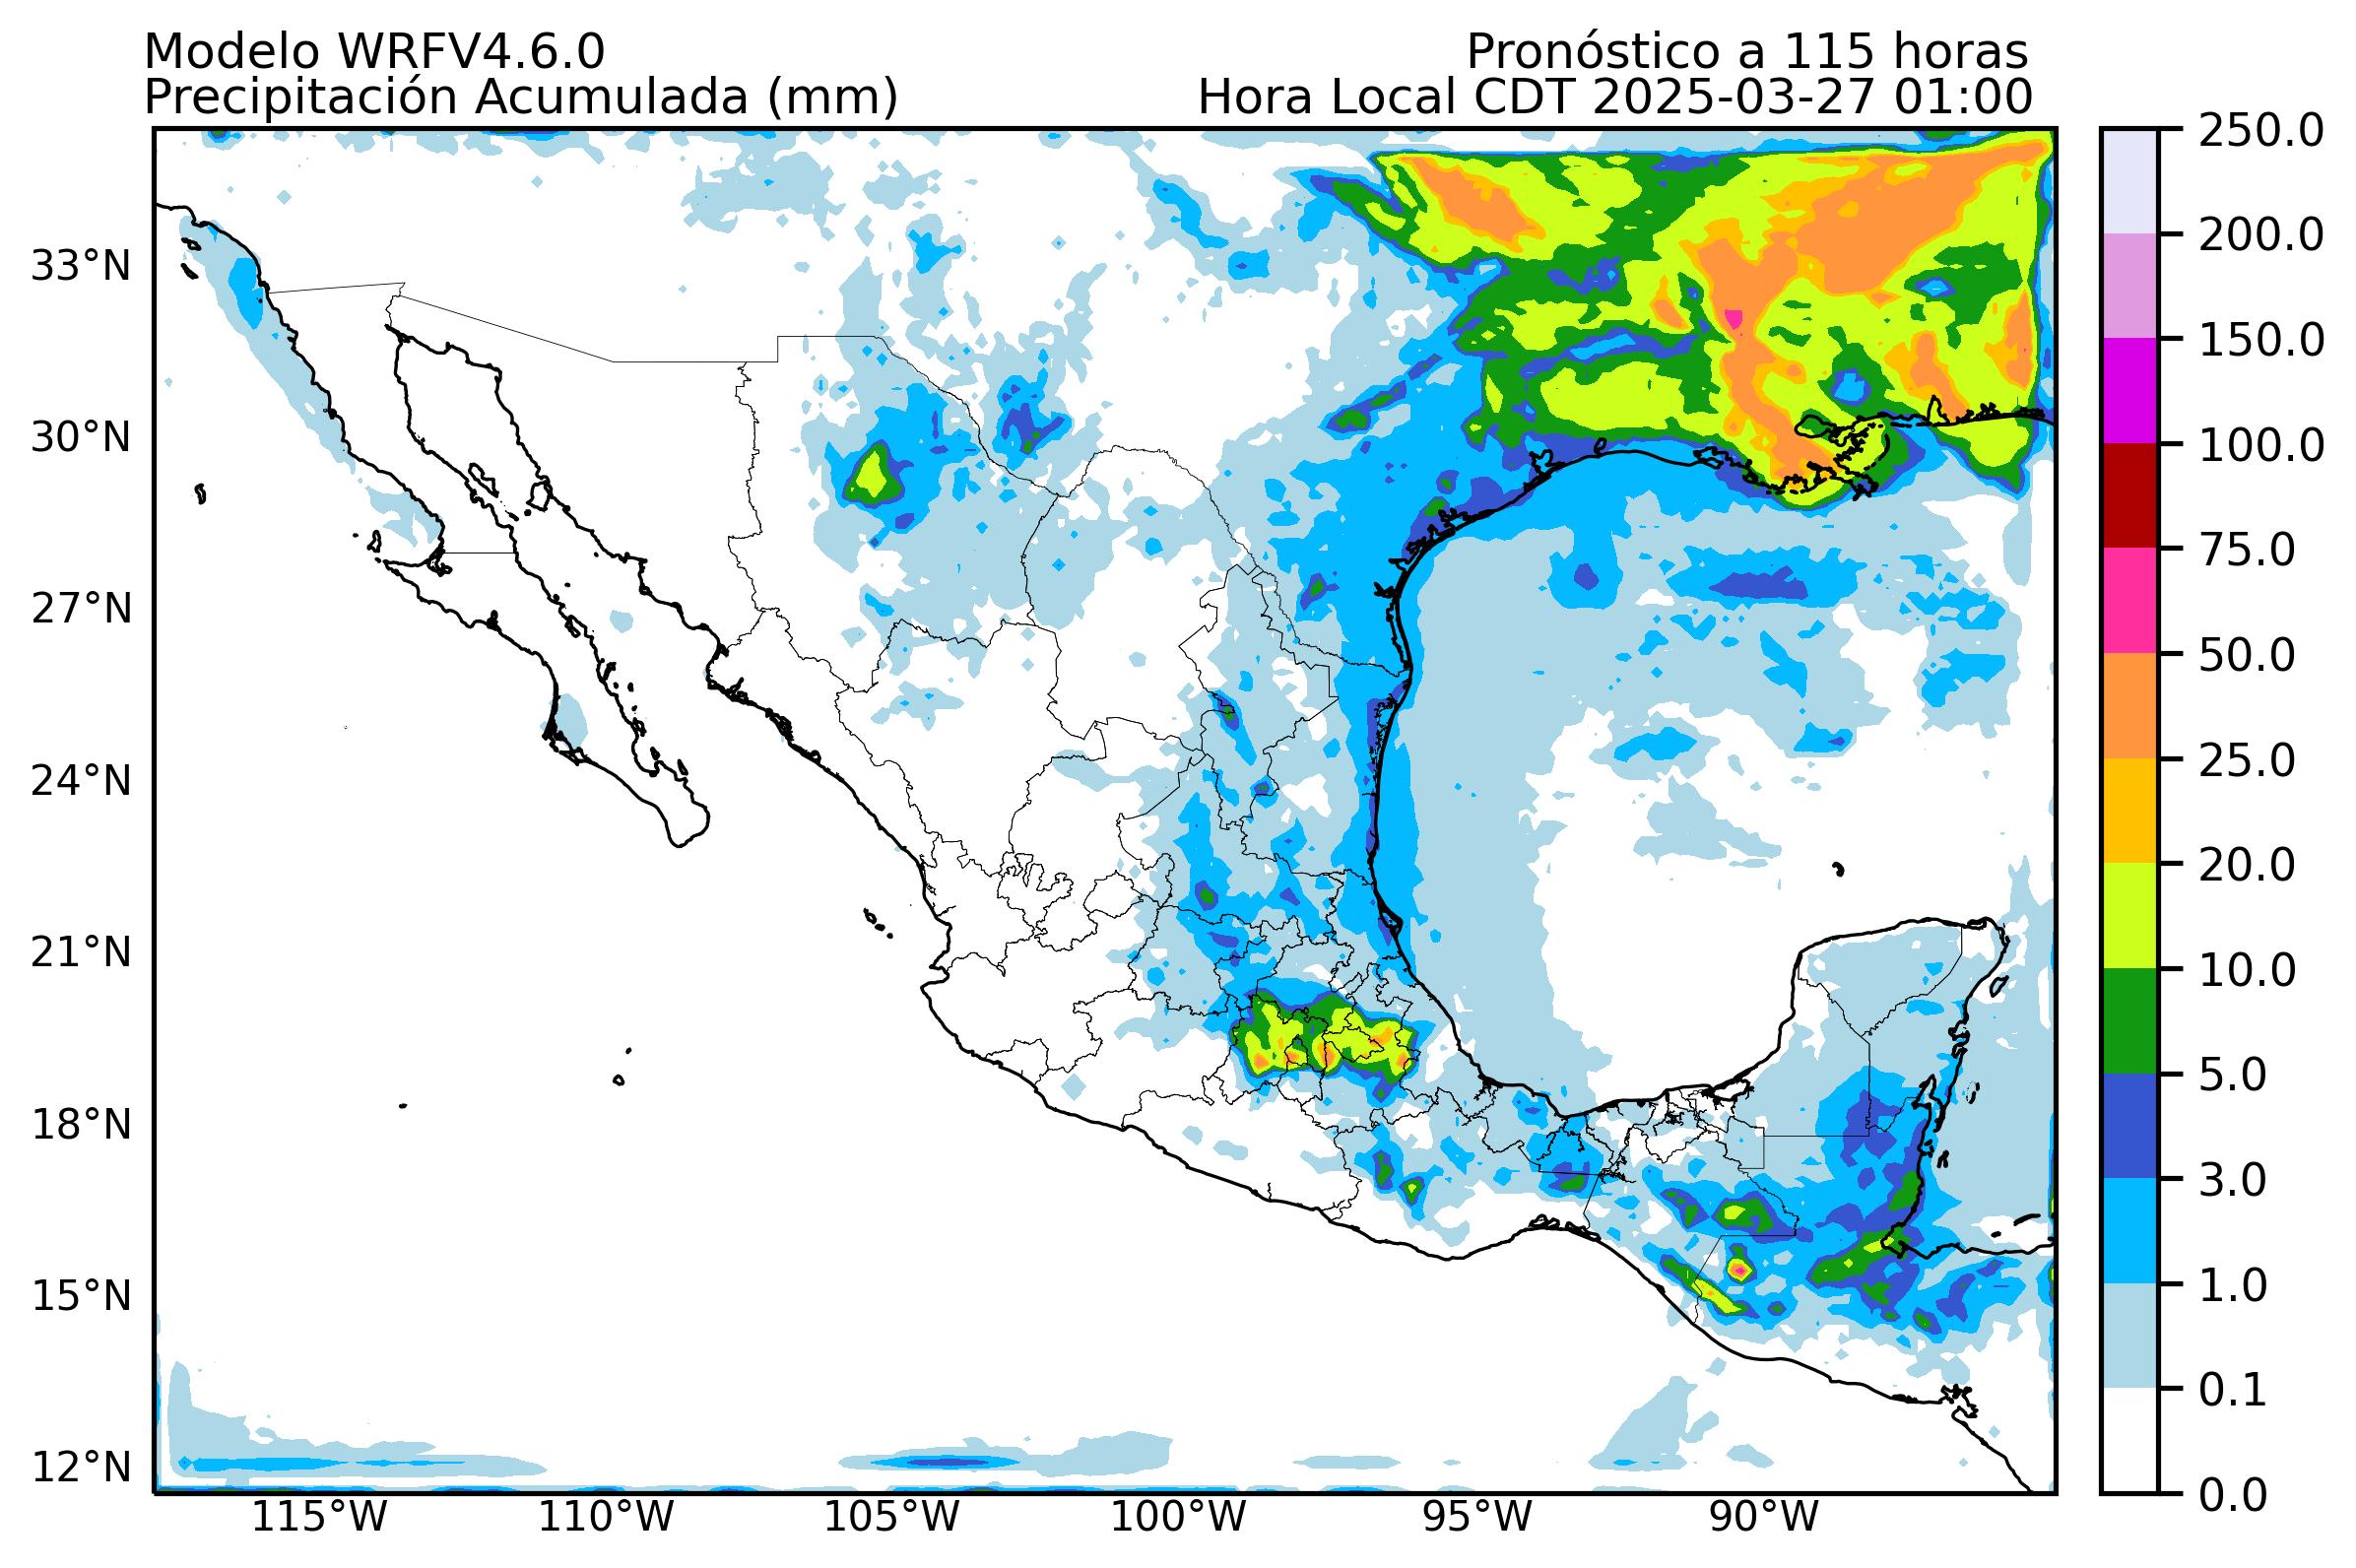 Modelo WRFV4.6.0
Pronóstico a 115 horas
Precipitación Acumulada (mm)
Hora Local CDT 2025-03-27 01:00
33°N
30°N
27°N
24°N
21°N
18°N
15°N
12°N
115°W
110°W
105°W
100°W
95°W
90°W
250.0
200.0
150.0
100.0
75.0
50.0
25.0
20.0
10.0
5.0
3.0
1.0
0.1
0.0